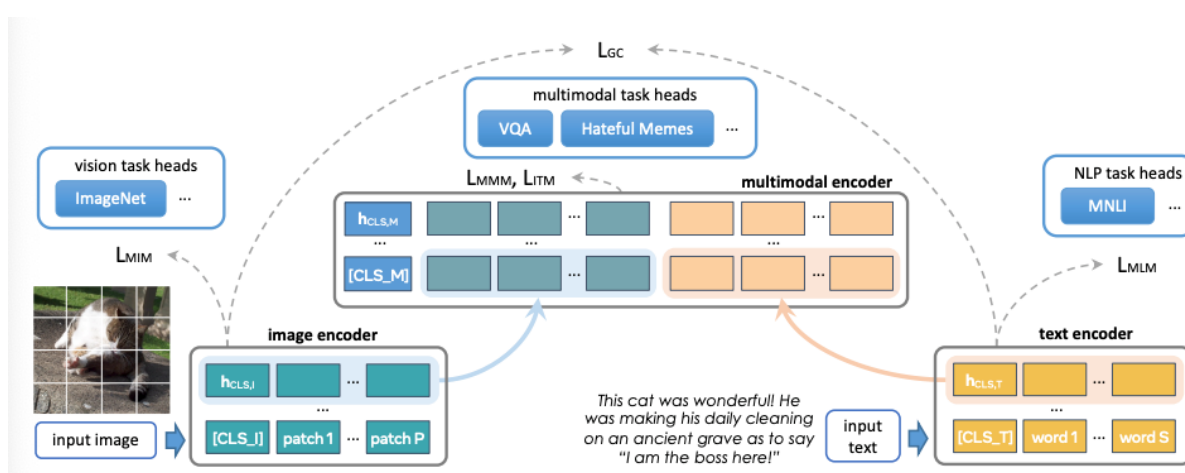 LGC
multimodal task heads
VQA
Hateful Memes
...
vision task heads
ImageNet
...
NLP task heads
MNLI
...
LMMM, LITM
multimodal encoder
hCLS,M
...
...
...
...
...
[CLS_M]
...
...
LMIM
LMLM
image encoder
hCLS,I
...
...
[CLS_I]
patch 1
...
patch P
input image
This cat was wonderful! He
was making his daily cleaning
on an ancient grave as to say
“I am the boss here!”
input
text
text encoder
hCLS,T
...
...
[CLS_T]
word 1
...
word S